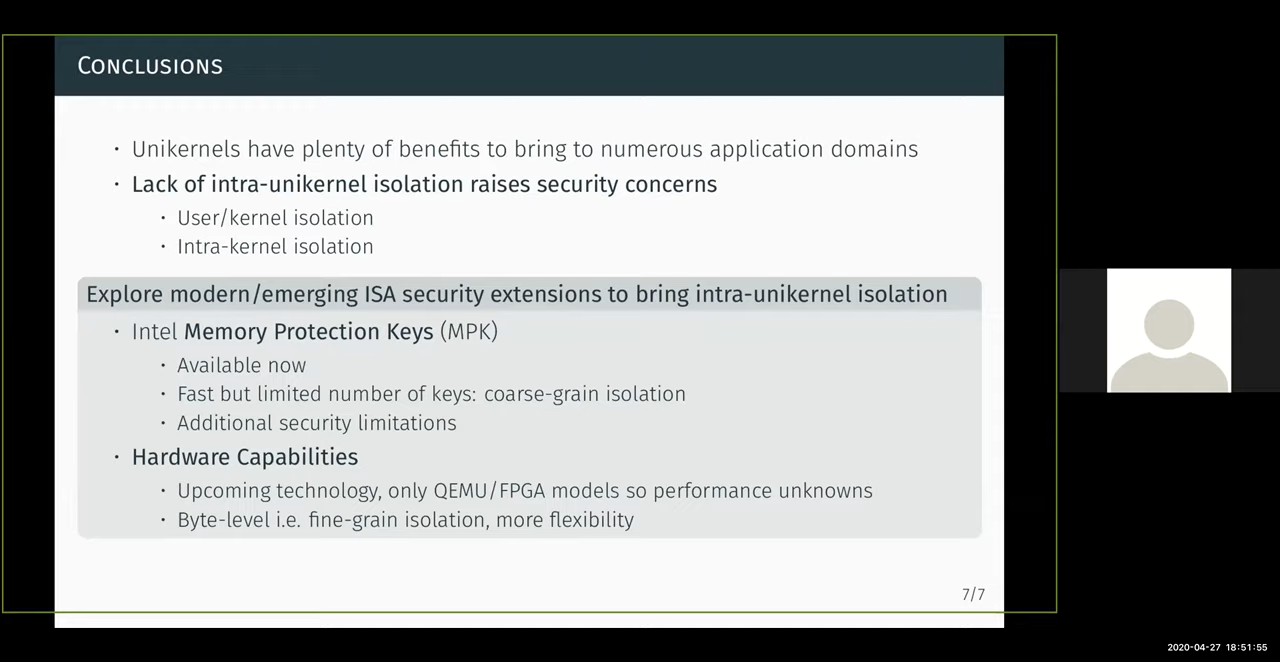 CONCLUSIONS
· Unikernels have plenty of benefits to bring to numerous application domains
· Lack of intra-unikernel isolation raises security concerns
· User/kernel isolation
· Intra-kernel isolation
Explore modern/emerging ISA security extensions to bring intra-unikernel isolation
· Intel Memory Protection Keys (MPK)
· Available now
· Fast but limited number of keys: coarse-grain isolation
· Additional security limitations
· Hardware Capabilities
· Upcoming technology, only QEMU/FPGA models so performance unknowns
· Byte-level i.e. fine-grain isolation, more flexibility
7/7
2020-04-27 18:51:55